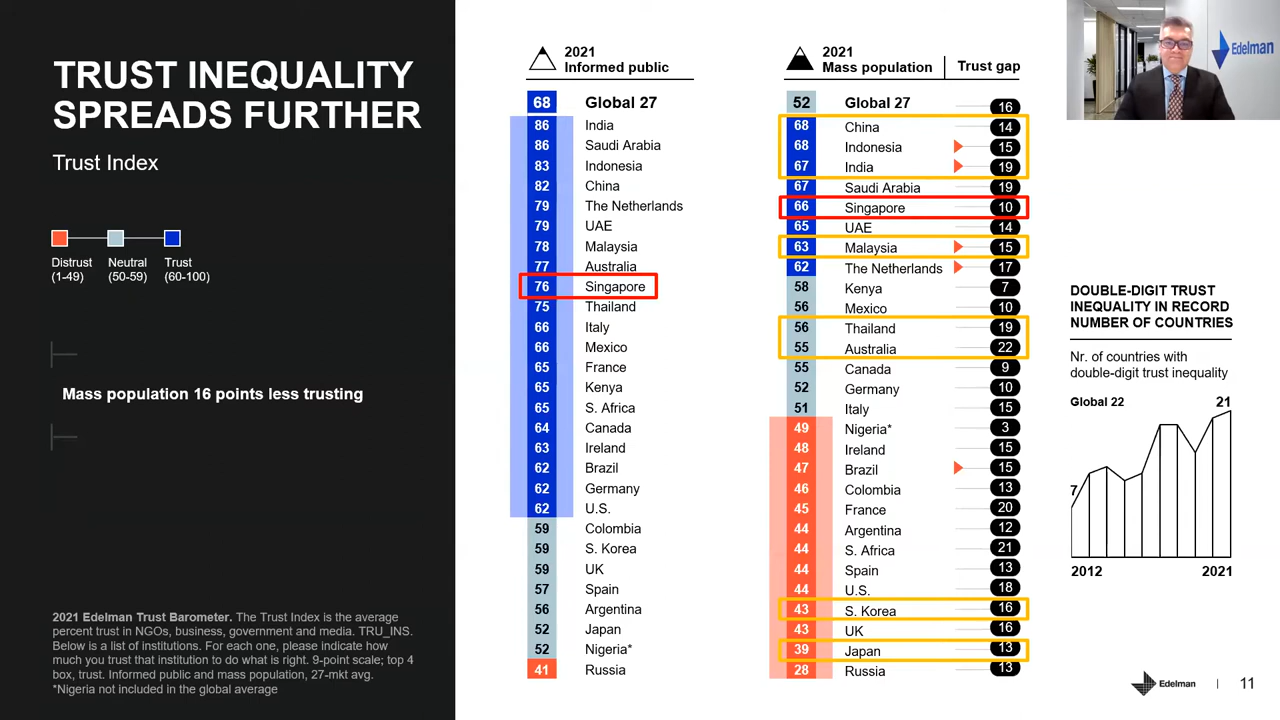 TRUST INEQUALITY
SPREADS FURTHER
Trust Index
Distrust
(1-49)
Neutral
(50-59)
Trust
(60-100)
Mass population 16 points less trusting
2021 Edelman Trust Barometer. The Trust Index is the average
percent trust in NGOs, business, government and media. TRU_INS.
Below is a list of institutions. For each one, please indicate how
much you trust that institution to do what is right. 9-point scale; top 4
box, trust. Informed public and mass population, 27-mkt avg.
*Nigeria not included in the global average
2021
Informed public
68 Global 27
86 India
86 Saudi Arabia
83 Indonesia
82 China
79 The Netherlands
79 UAE
78 Malaysia
77 Australia
76 Singapore
75 Thailand
66 Italy
66 Mexico
65 France
65 Kenya
65 S. Africa
64 Canada
63 Ireland
62 Brazil
62 Germany
62 U.S.
59 Colombia
59 S. Korea
59 UK
57 Spain
56 Argentina
52 Japan
52 Nigeria*
41 Russia
2021
Mass population
Trust gap
52 Global 27 16
68 China 14
68 Indonesia 15
67 India 19
67 Saudi Arabia 19
66 Singapore 10
65 UAE 14
63 Malaysia 15
62 The Netherlands 17
58 Kenya 7
56 Mexico 10
56 Thailand 19
55 Australia 22
55 Canada 9
52 Germany 10
51 Italy 15
49 Nigeria* 3
48 Ireland 15
47 Brazil 15
46 Colombia 13
45 France 20
44 Argentina 12
44 S. Africa 21
44 Spain 13
44 U.S. 18
43 S. Korea 16
43 UK 16
39 Japan 13
28 Russia 13
Edelman
DOUBLE-DIGIT TRUST
INEQUALITY IN RECORD
NUMBER OF COUNTRIES
Nr. of countries with
double-digit trust inequality
Global 22
21
7
2012
2021
Edelman
11